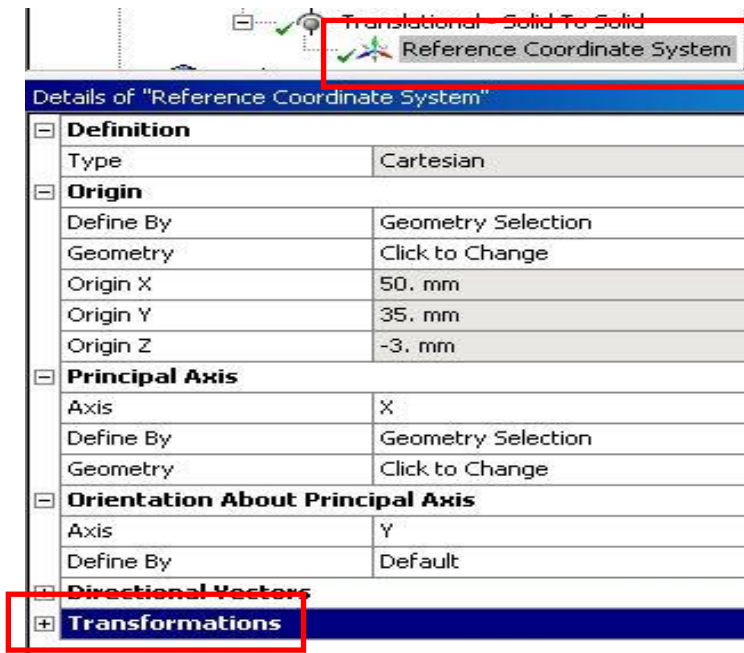 Translational - Solid To Solid
Reference Coordinate System
Details of "Reference Coordinate System"
Definition
Type Cartesian
Origin
Define By Geometry Selection
Geometry Click to Change
Origin X 50. mm
Origin Y 35. mm
Origin Z -3. mm
Principal Axis
Axis X
Define By Geometry Selection
Geometry Click to Change
Orientation About Principal Axis
Axis Y
Define By Default
Directional Vectors
Transformations